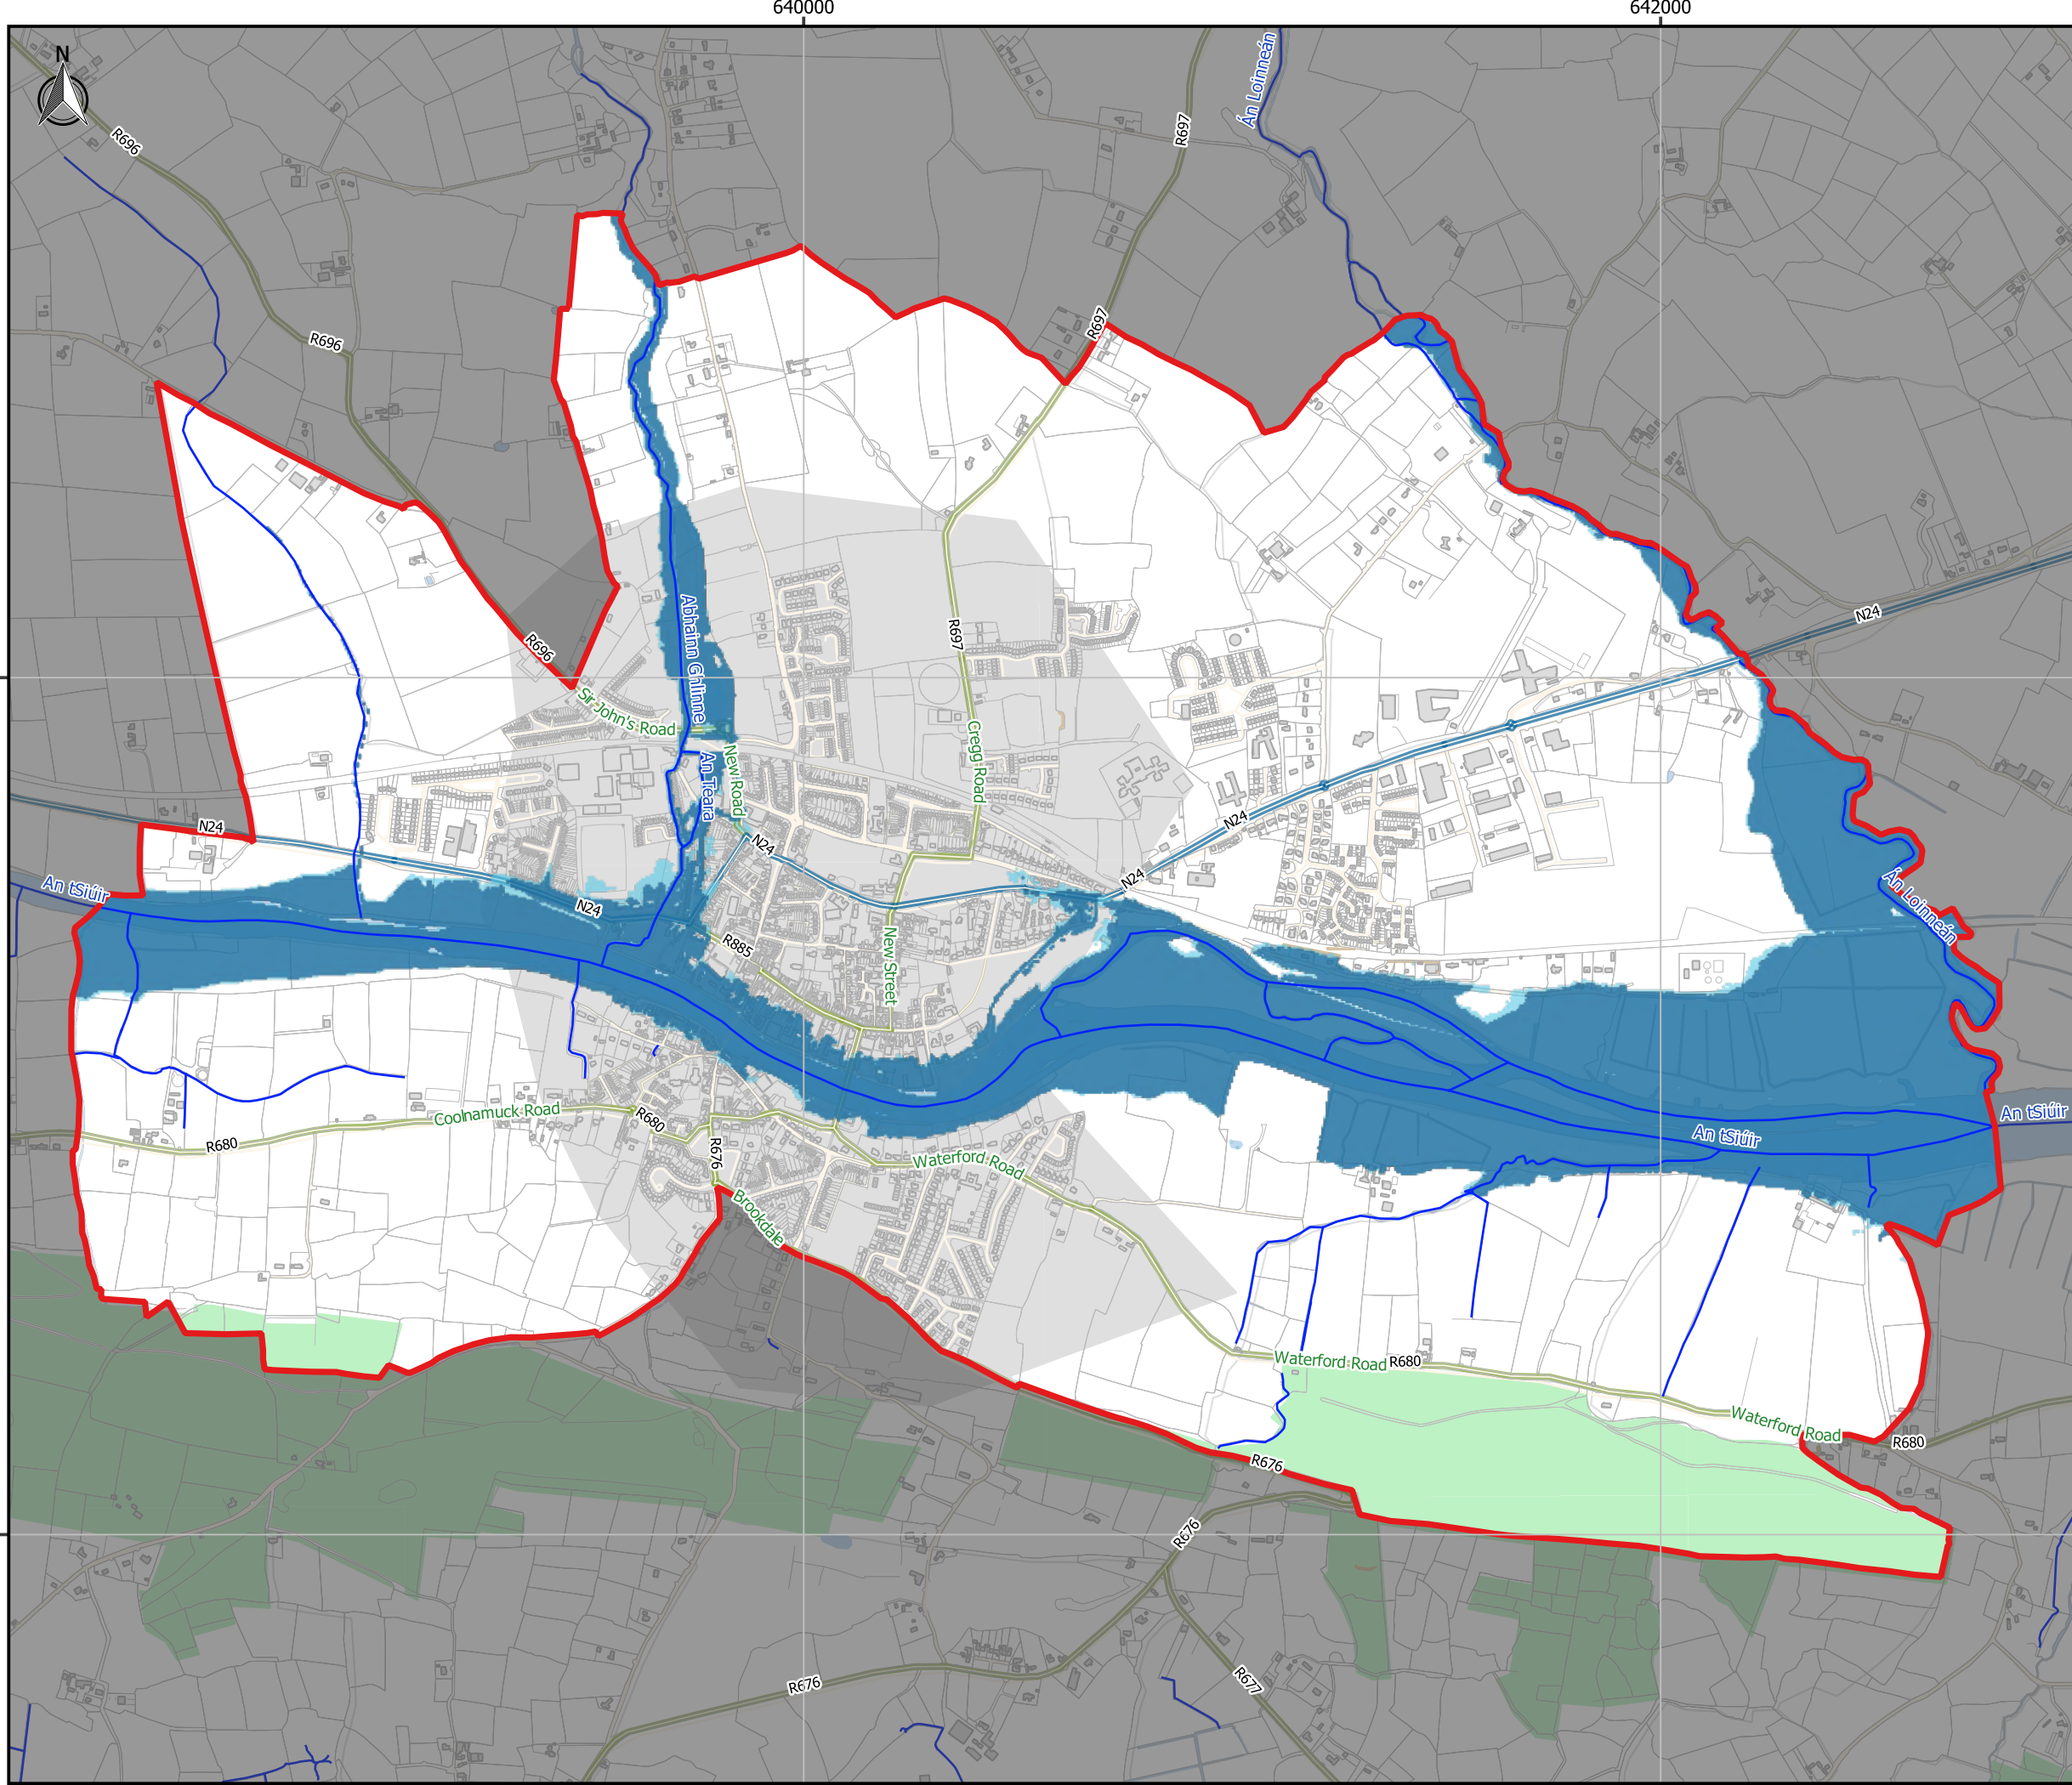 640000
642000
N
An Loinneán
R697
R696
R697
R696
N24
R696
Abhainn Ghlinne
R697
Sir John's Road
New Road
An Teara
Cregg Road
N24
N24
N24
N24
An Loinneán
An tSiúir
N24
R885
New Street
An tSiúir
Coolnamuck Road
R680
R680
R676
Waterford Road
An tSiúir
Brookdale
Waterford Road
R680
Waterford Road
R680
R676
R676
R676
R677